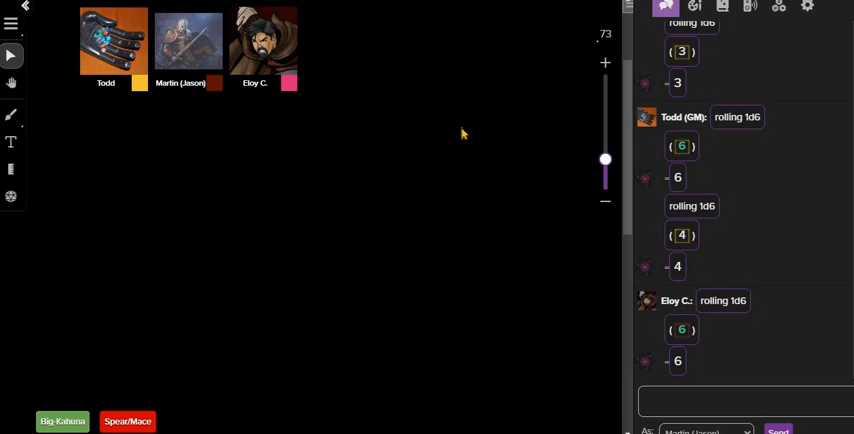 73
Todd
Martin (Jason)
Eloy C.
Big-Kahuna
Spear/Mace
rolling 1d6
( 3 )
=3
Todd (GM): rolling 1d6
( 6 )
=6
rolling 1d6
( 4 )
=4
Eloy C.: rolling 1d6
( 6 )
=6
As: Martin (Jason) Send